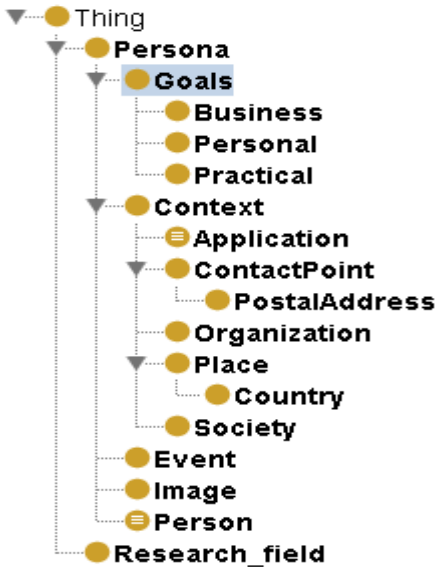 Thing
Persona
Goals
Business
Personal
Practical
Context
Application
ContactPoint
PostalAddress
Organization
Place
Country
Society
Event
Image
Person
Research_field